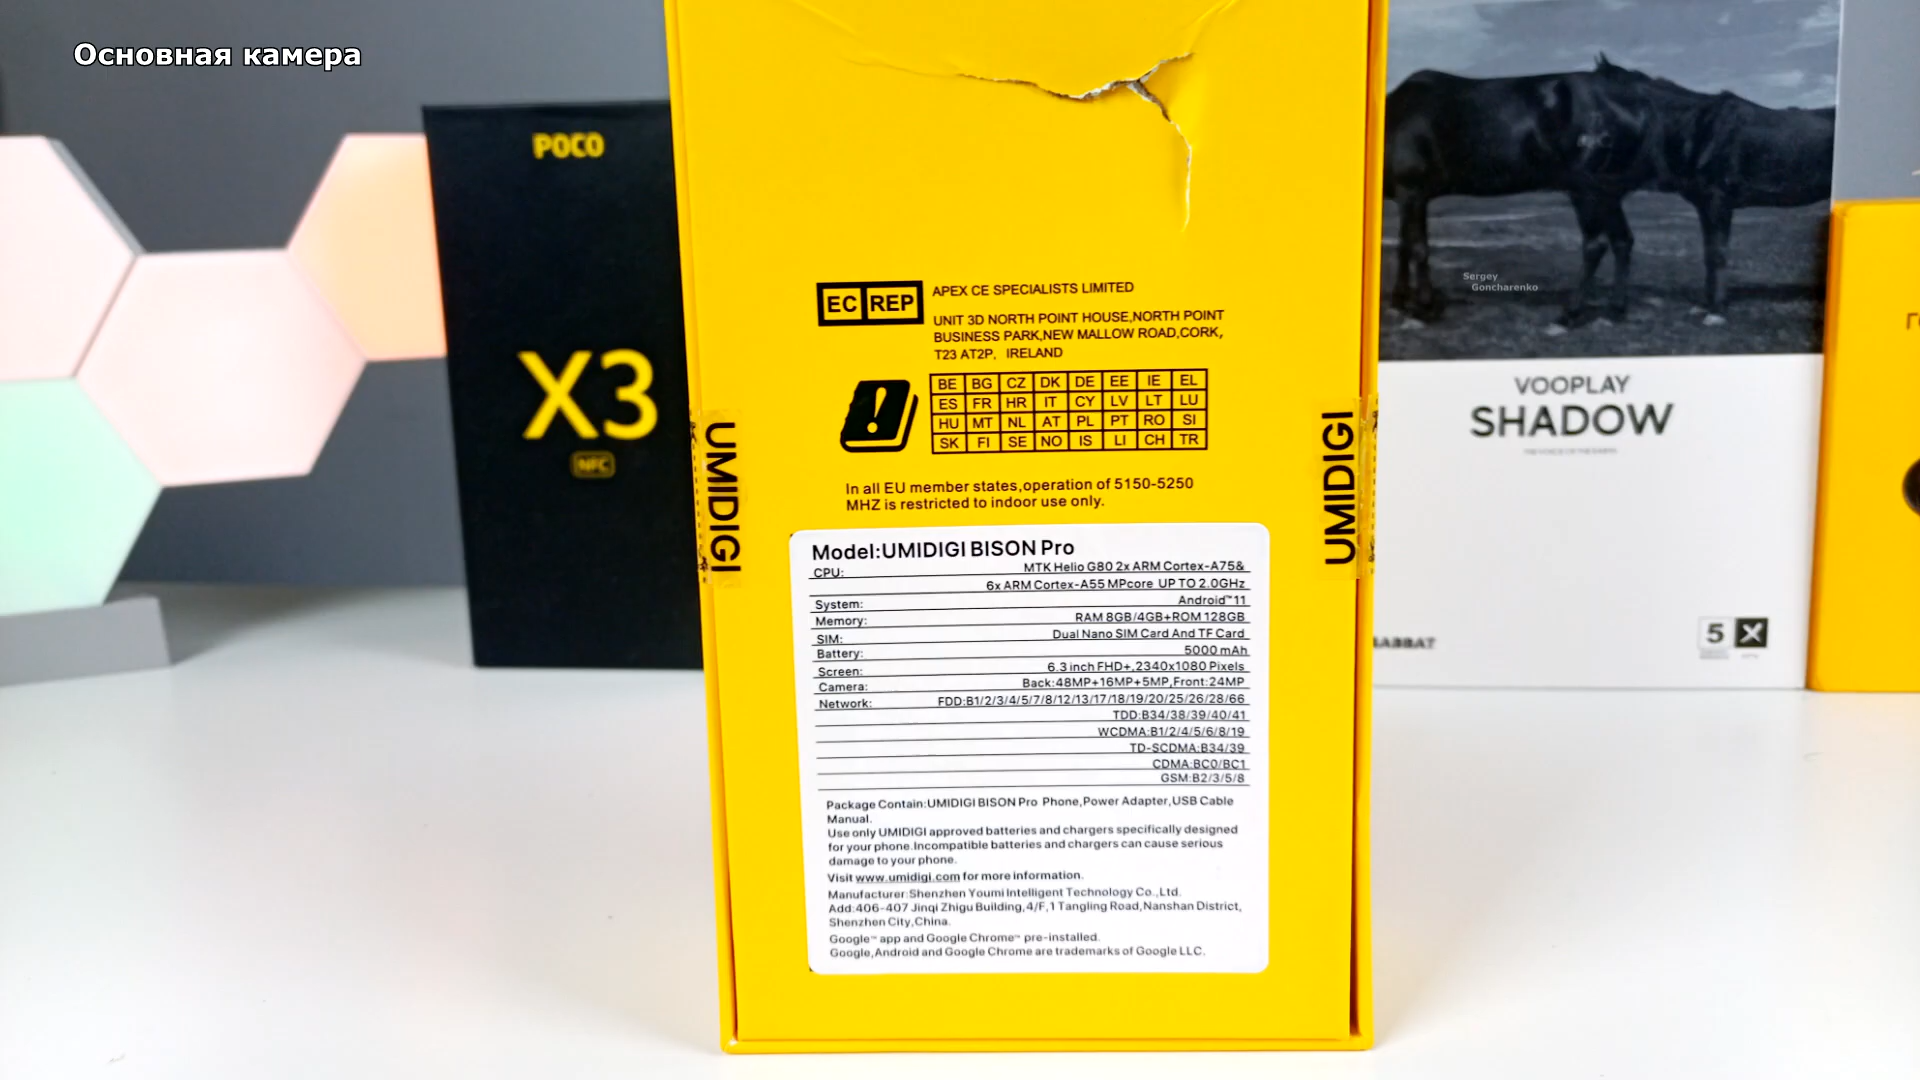 Основная камера
POCO
X3
NFC
UMIDIGI
EC REP
APEX CE SPECIALISTS LIMITED
UNIT 3D NORTH POINT HOUSE,NORTH POINT
BUSINESS PARK,NEW MALLOW ROAD,CORK,
T23 AT2P, IRELAND
BE BG CZ DK DE EE IE EL
ES FR HR IT CY LV LT LU
HU MT NL AT PL PT RO SI
SK FI SE NO IS LI CH TR
In all EU member states,operation of 5150-5250
MHZ is restricted to indoor use only.
UMIDIGI
Model:UMIDIGI BISON Pro
CPU: MTK Helio G80 2x ARM Cortex-A75&
6x ARM Cortex-A55 MPcore UP TO 2.0GHz
System: Android™11
Memory: RAM 8GB/4GB+ROM 128GB
SIM: Dual Nano SIM Card And TF Card
Battery: 5000 mAh
Screen: 6.3 inch FHD+,2340x1080 Pixels
Camera: Back:48MP+16MP+5MP,Front:24MP
Network: FDD:B1/2/3/4/5/7/8/12/13/17/18/19/20/25/26/28/66
TDD:B34/38/39/40/41
WCDMA:B1/2/4/5/6/8/19
TD-SCDMA:B34/39
CDMA:BC0/BC1
GSM:B2/3/5/8
Package Contain:UMIDIGI BISON Pro Phone,Power Adapter,USB Cable
Manual.
Use only UMIDIGI approved batteries and chargers specifically designed
for your phone.Incompatible batteries and chargers can cause serious
damage to your phone.
Visit www.umidigi.com for more information.
Manufacturer:Shenzhen Youmi Intelligent Technology Co.,Ltd.
Add:406-407 Jinqi Zhigu Building,4/F,1 Tangling Road,Nanshan District,
Shenzhen City,China.
Google™ app and Google Chrome™ pre-installed.
Google,Android and Google Chrome are trademarks of Google LLC.
Sergey
Goncharenko
VOOPLAY
SHADOW
5 X